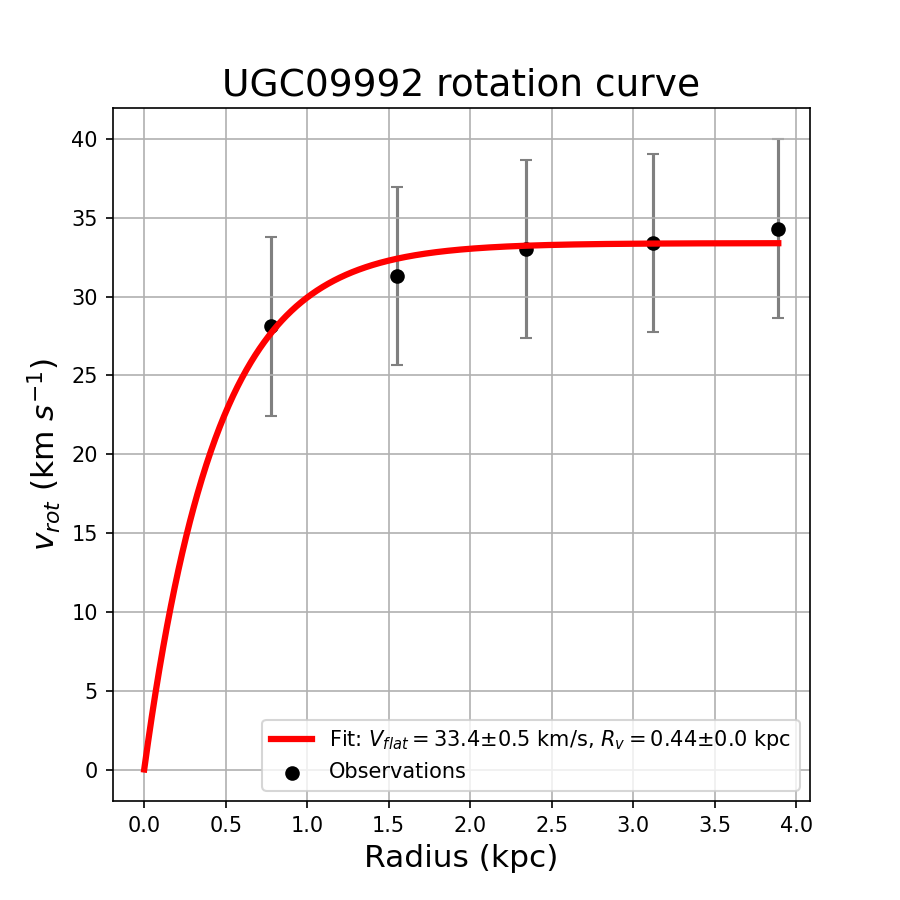 UGC09992 rotation curve
40
35
30
25
20
15
10
5
0
v_rot (km s⁻¹)
Fit: V_flat = 33.4±0.5 km/s, R_v = 0.44±0.0 kpc
Observations
0.0 0.5 1.0 1.5 2.0 2.5 3.0 3.5 4.0
Radius (kpc)